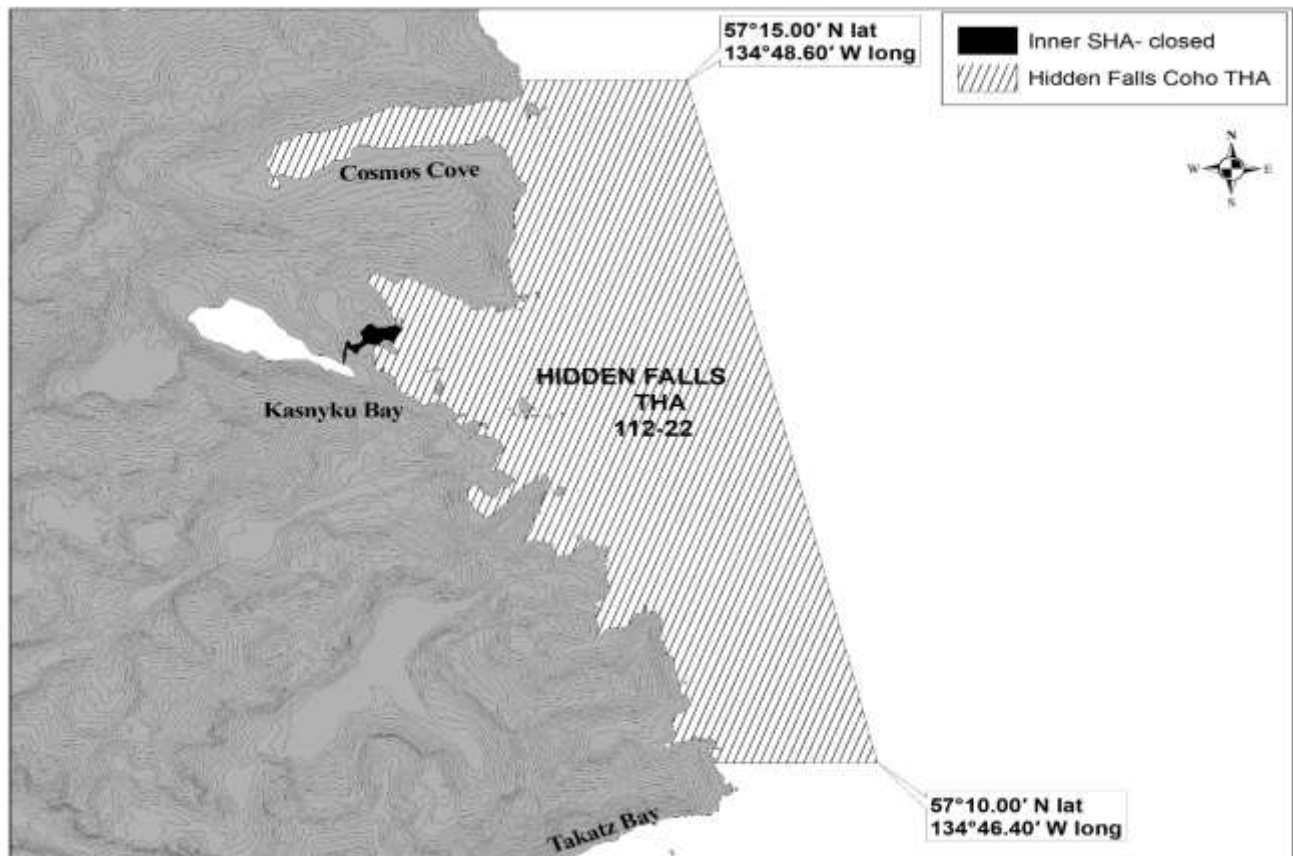 57°15.00' N lat
134°48.60' W long
Inner SHA- closed
Hidden Falls Coho THA
N
W E
S
Cosmos Cove
HIDDEN FALLS
THA
112-22
Kasnyku Bay
57°10.00' N lat
134°46.40' W long
Takatz Bay